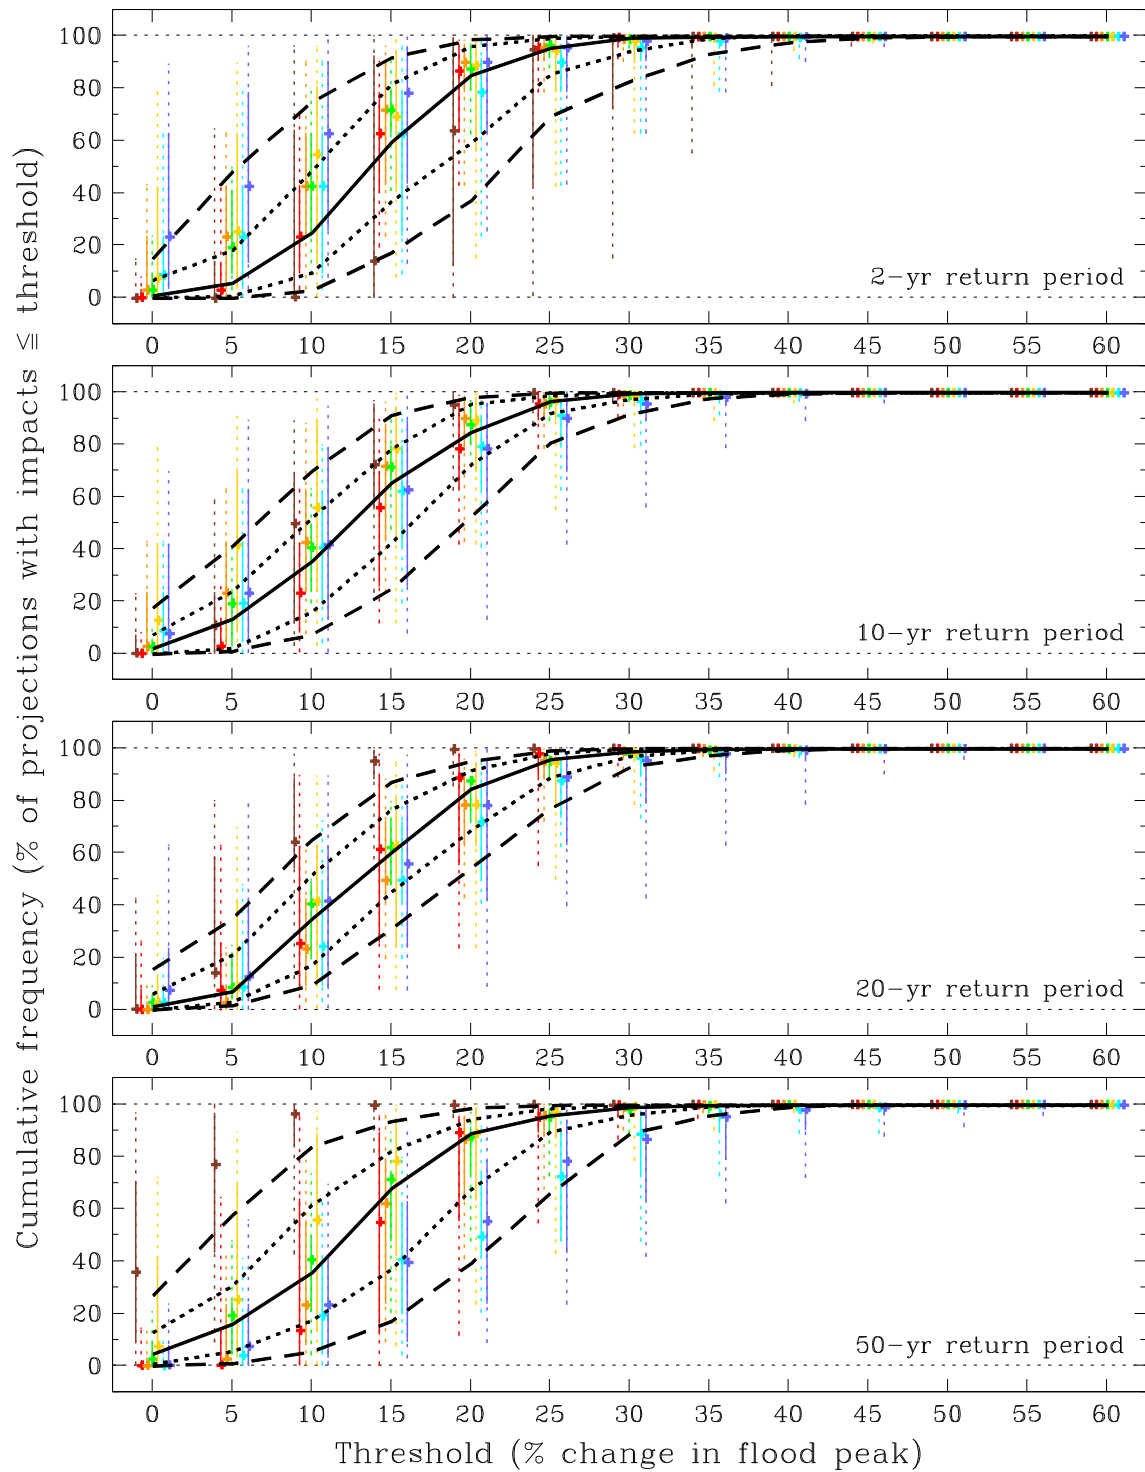 Cumulative frequency (% of projections with impacts ≤ threshold)
100
80
60
40
20
0
2-yr return period
0 5 10 15 20 25 30 35 40 45 50 55 60
100
80
60
40
20
0
10-yr return period
0 5 10 15 20 25 30 35 40 45 50 55 60
100
80
60
40
20
0
20-yr return period
0 5 10 15 20 25 30 35 40 45 50 55 60
100
80
60
40
20
0
50-yr return period
0 5 10 15 20 25 30 35 40 45 50 55 60
Threshold (% change in flood peak)